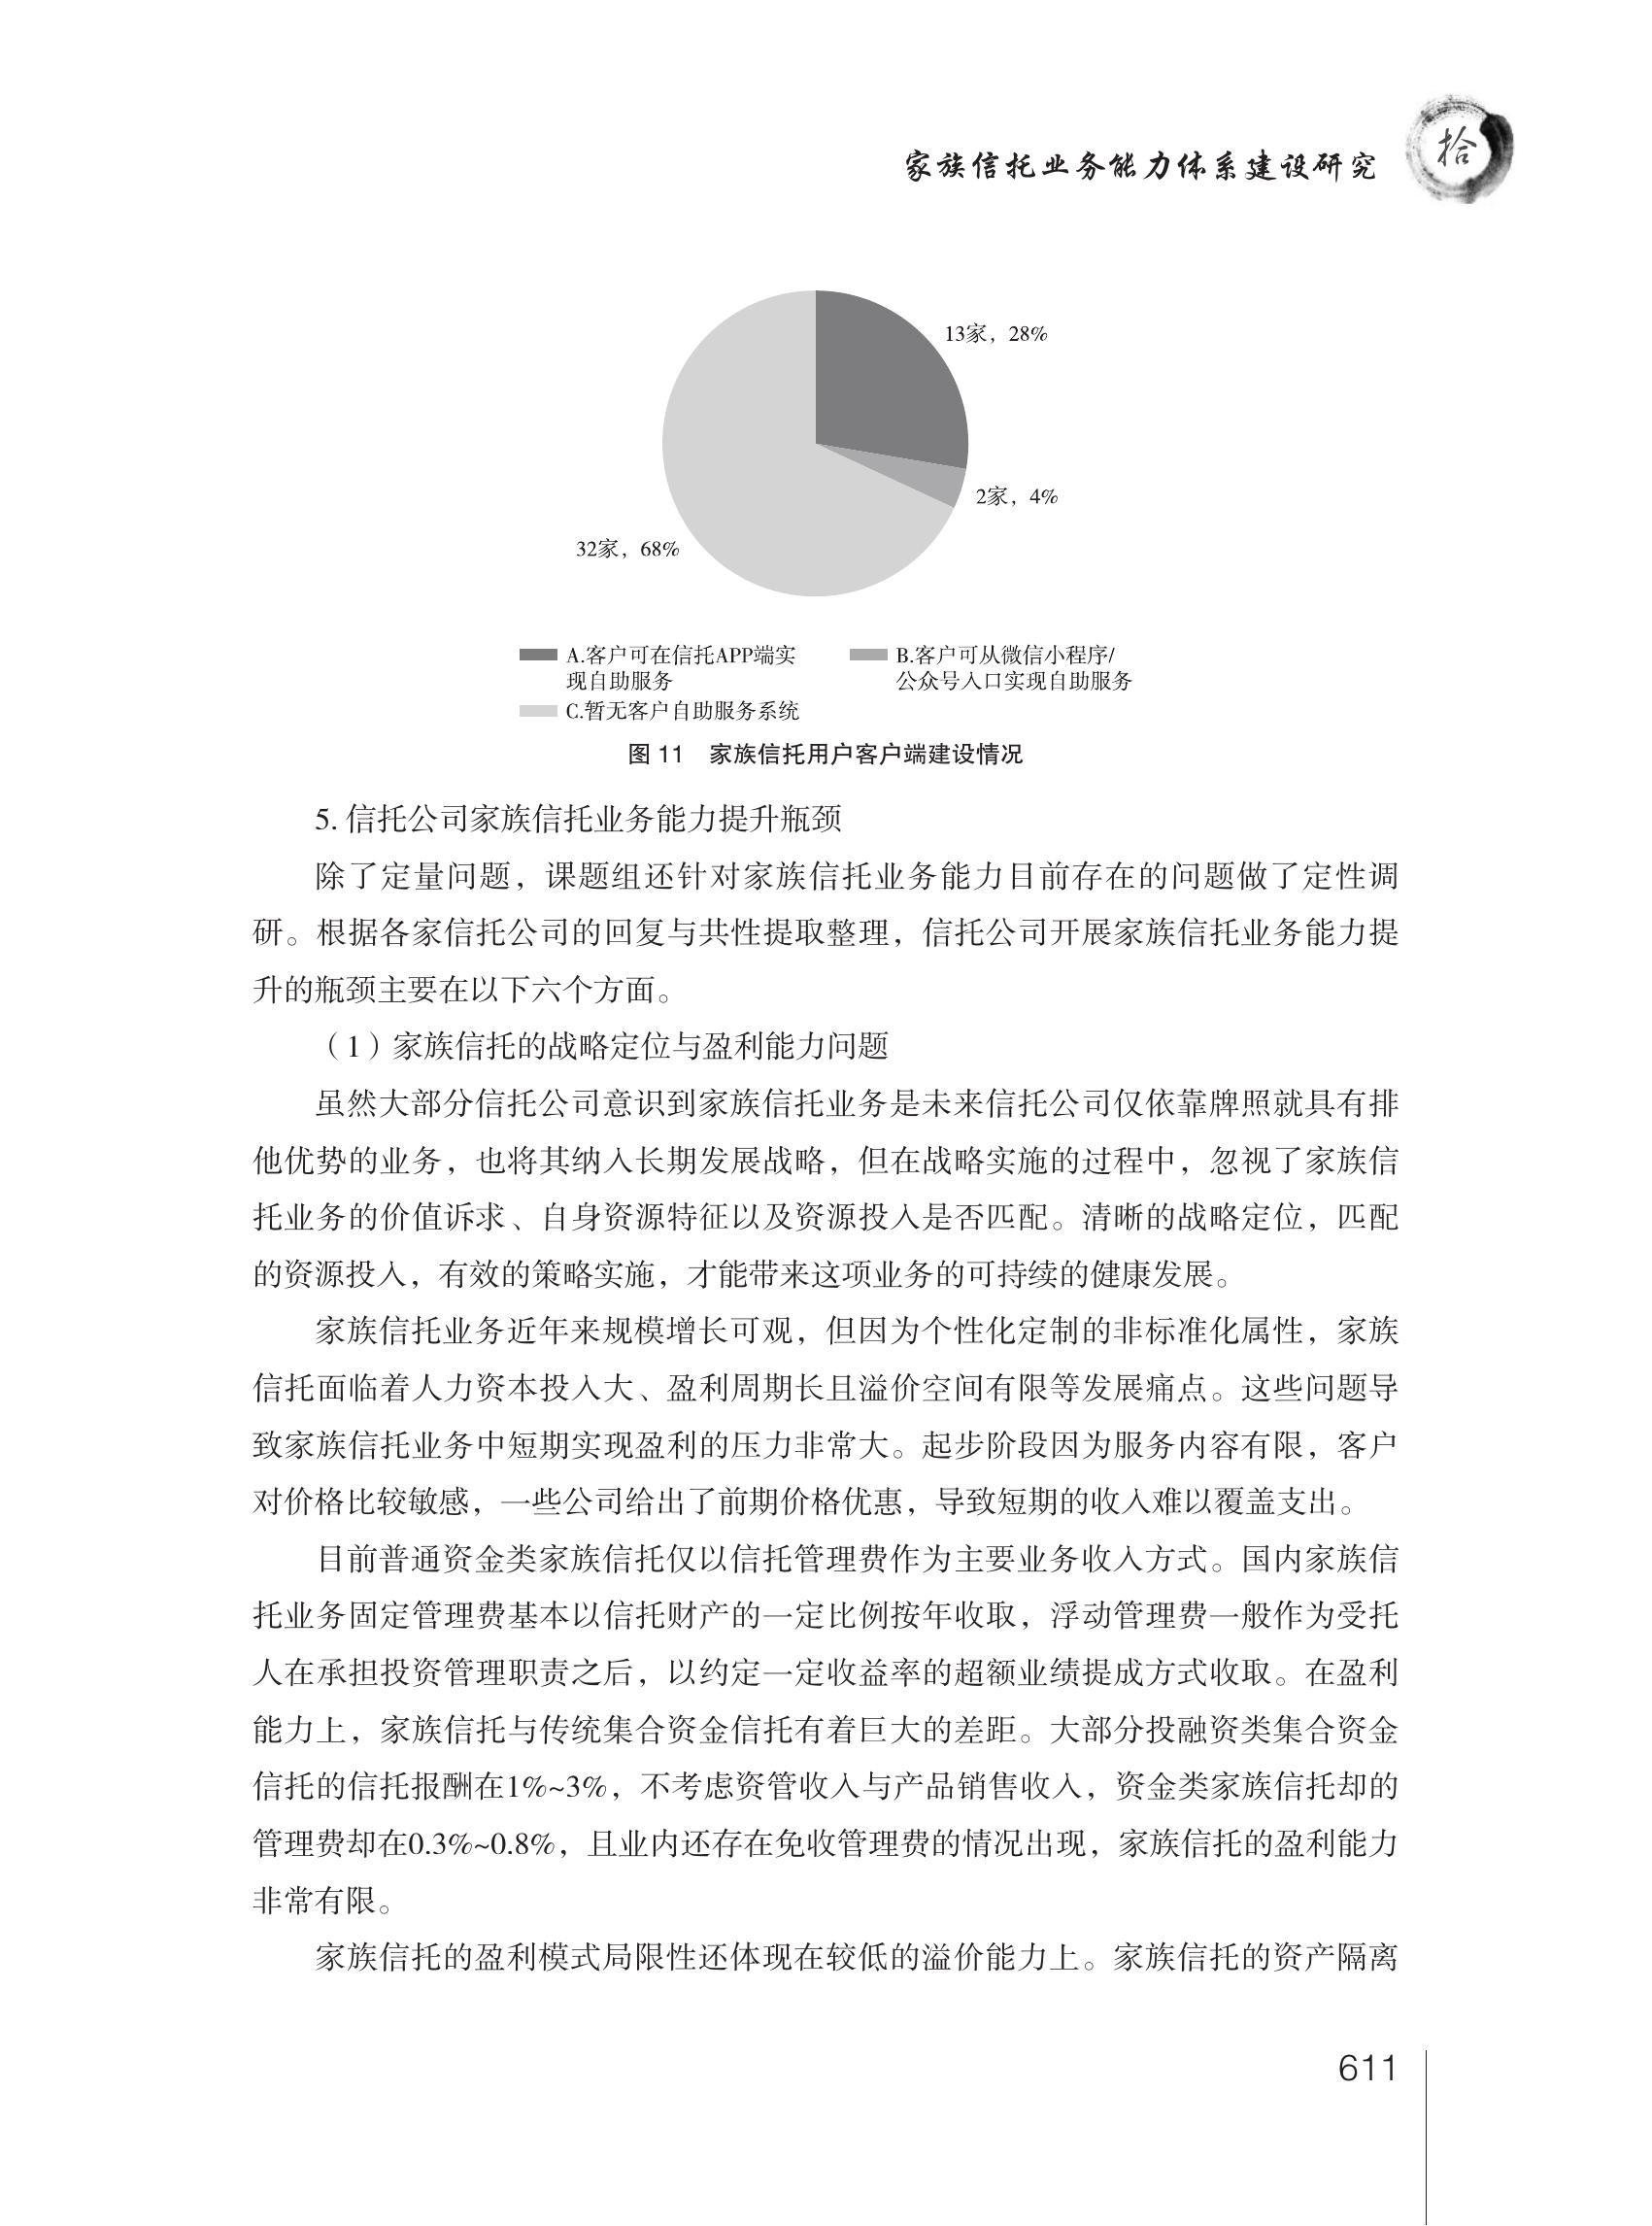 家族信托业务能力体系建设研究
拾
13家，28%
2家，4%
32家，68%
A.客户可在信托APP端实
现自助服务
B.客户可从微信小程序/
公众号入口实现自助服务
C.暂无客户自助服务系统
图 11　家族信托用户客户端建设情况
5. 信托公司家族信托业务能力提升瓶颈
除了定量问题，课题组还针对家族信托业务能力目前存在的问题做了定性调
研。根据各家信托公司的回复与共性提取整理，信托公司开展家族信托业务能力提
升的瓶颈主要在以下六个方面。
（1）家族信托的战略定位与盈利能力问题
虽然大部分信托公司意识到家族信托业务是未来信托公司仅依靠牌照就具有排
他优势的业务，也将其纳入长期发展战略，但在战略实施的过程中，忽视了家族信
托业务的价值诉求、自身资源特征以及资源投入是否匹配。清晰的战略定位，匹配
的资源投入，有效的策略实施，才能带来这项业务的可持续的健康发展。
家族信托业务近年来规模增长可观，但因为个性化定制的非标准化属性，家族
信托面临着人力资本投入大、盈利周期长且溢价空间有限等发展痛点。这些问题导
致家族信托业务中短期实现盈利的压力非常大。起步阶段因为服务内容有限，客户
对价格比较敏感，一些公司给出了前期价格优惠，导致短期的收入难以覆盖支出。
目前普通资金类家族信托仅以信托管理费作为主要业务收入方式。国内家族信
托业务固定管理费基本以信托财产的一定比例按年收取，浮动管理费一般作为受托
人在承担投资管理职责之后，以约定一定收益率的超额业绩提成方式收取。在盈利
能力上，家族信托与传统集合资金信托有着巨大的差距。大部分投融资类集合资金
信托的信托报酬在1%~3%，不考虑资管收入与产品销售收入，资金类家族信托却的
管理费却在0.3%~0.8%，且业内还存在免收管理费的情况出现，家族信托的盈利能力
非常有限。
家族信托的盈利模式局限性还体现在较低的溢价能力上。家族信托的资产隔离
611